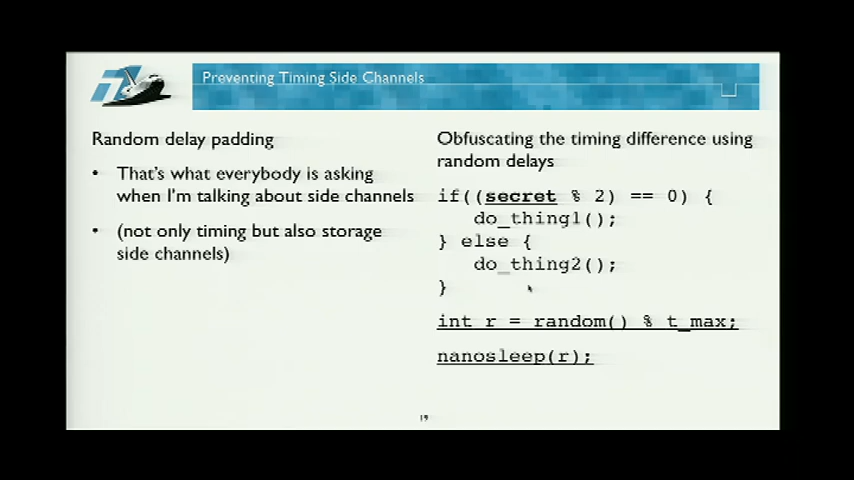 Preventing Timing Side Channels
Random delay padding
• That's what everybody is asking
when I'm talking about side channels
• (not only timing but also storage
side channels)
Obfuscating the timing difference using
random delays
if((secret % 2) == 0) {
do_thing1();
} else {
do_thing2();
}
int r = random() % t_max;
nanosleep(r);
19